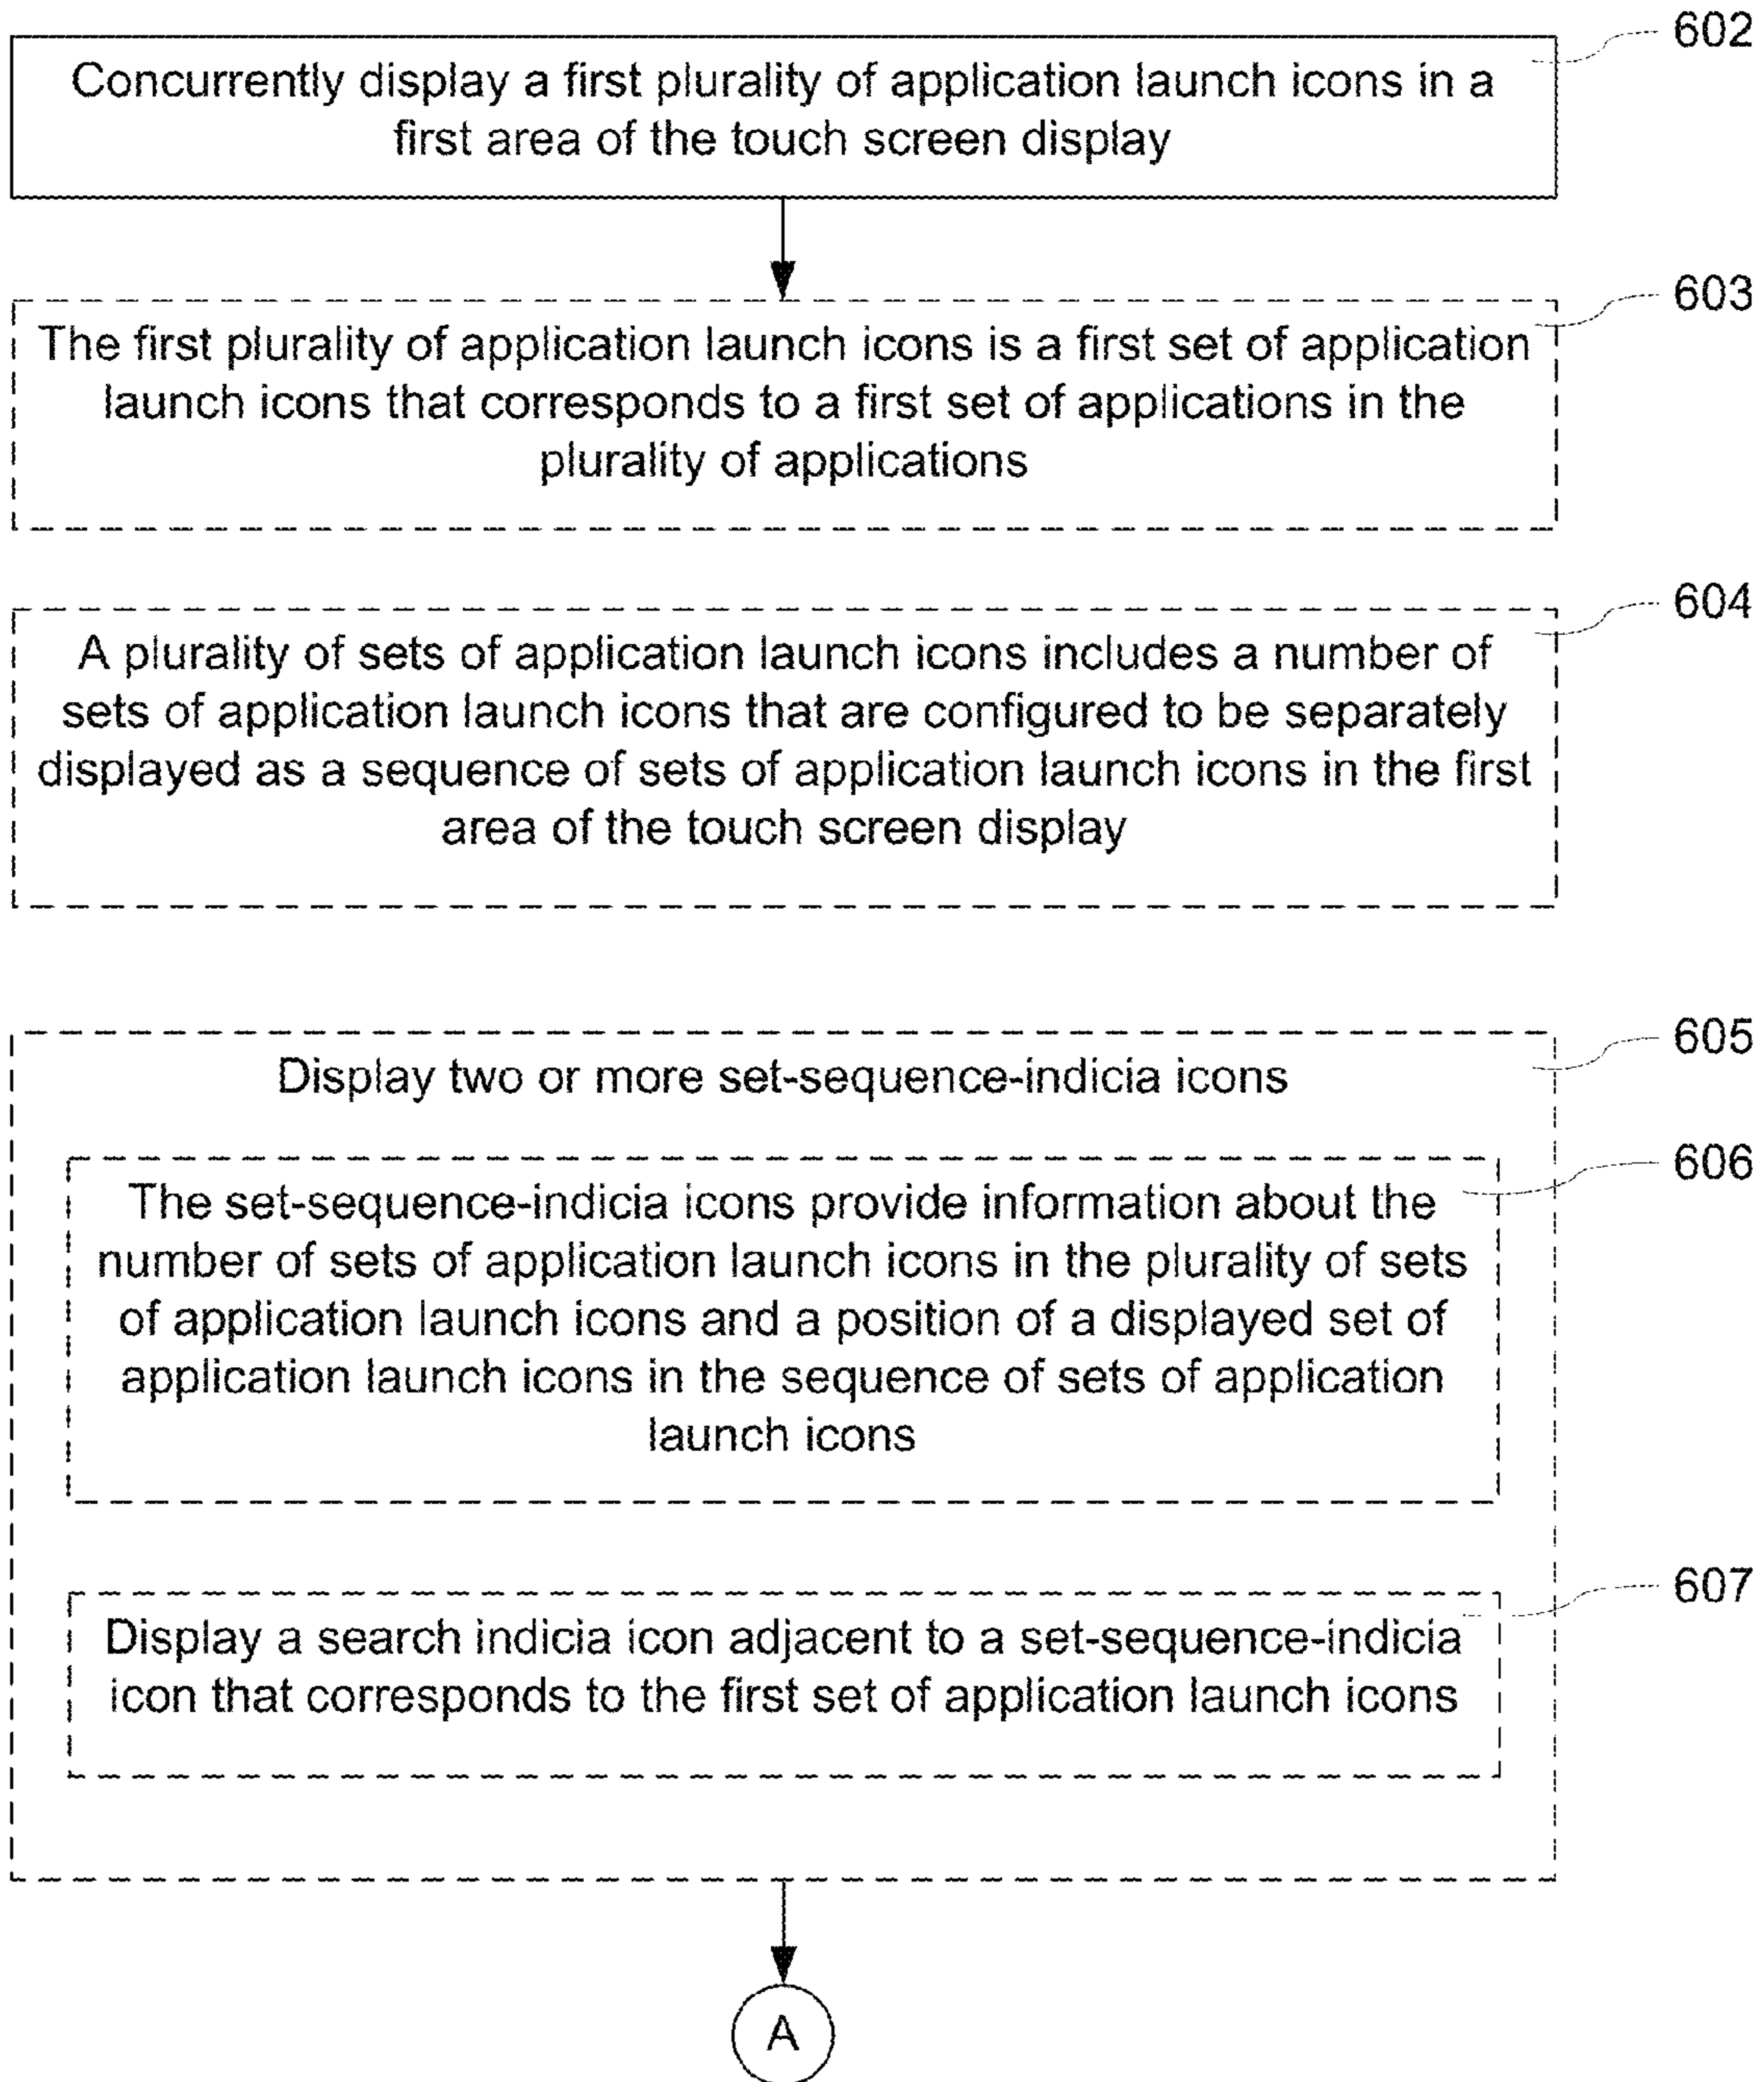 602
Concurrently display a first plurality of application launch icons in a
first area of the touch screen display
603
The first plurality of application launch icons is a first set of application
launch icons that corresponds to a first set of applications in the
plurality of applications
604
A plurality of sets of application launch icons includes a number of
sets of application launch icons that are configured to be separately
displayed as a sequence of sets of application launch icons in the first
area of the touch screen display
605
Display two or more set-sequence-indicia icons
606
The set-sequence-indicia icons provide information about the
number of sets of application launch icons in the plurality of sets
of application launch icons and a position of a displayed set of
application launch icons in the sequence of sets of application
launch icons
607
Display a search indicia icon adjacent to a set-sequence-indicia
icon that corresponds to the first set of application launch icons
A